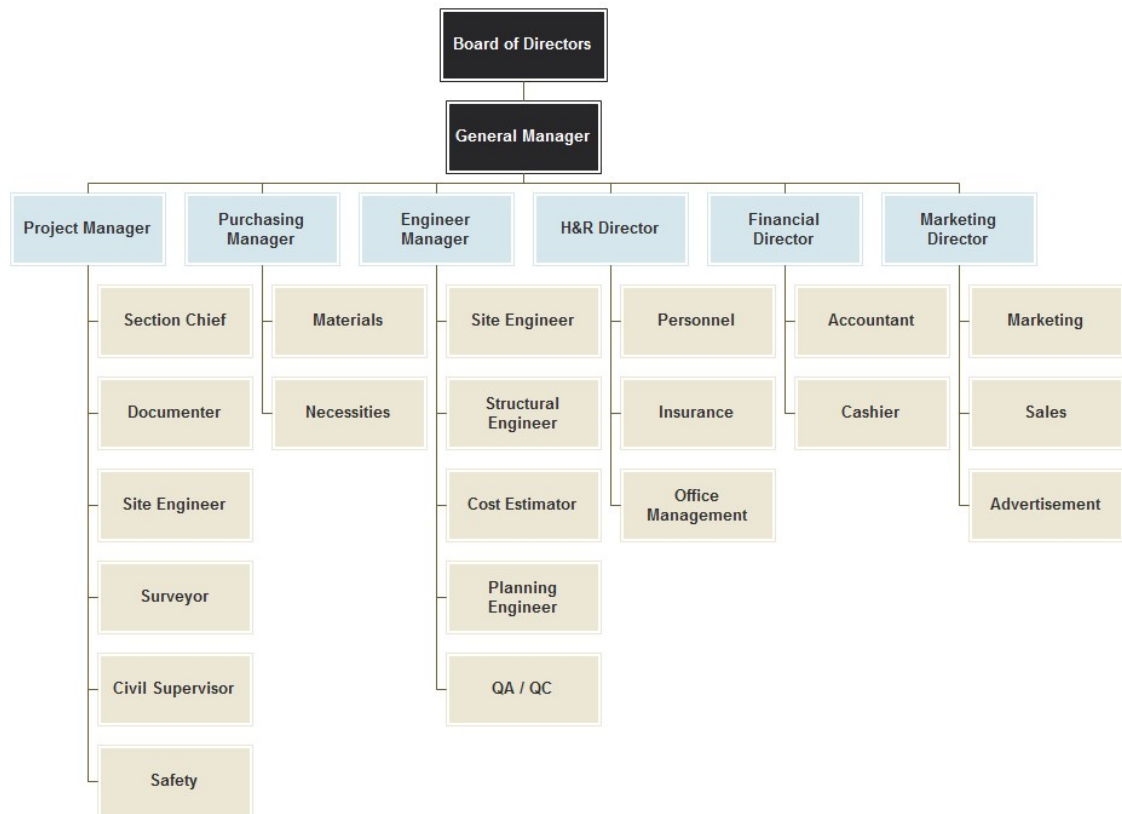 Board of Directors
General Manager
Project Manager
Purchasing
Manager
Engineer
Manager
H&R Director
Financial
Director
Marketing
Director
Section Chief
Materials
Site Engineer
Personnel
Accountant
Marketing
Documenter
Necessities
Structural
Engineer
Insurance
Cashier
Sales
Site Engineer
Cost Estimator
Office
Management
Advertisement
Surveyor
Planning
Engineer
Civil Supervisor
QA / QC
Safety